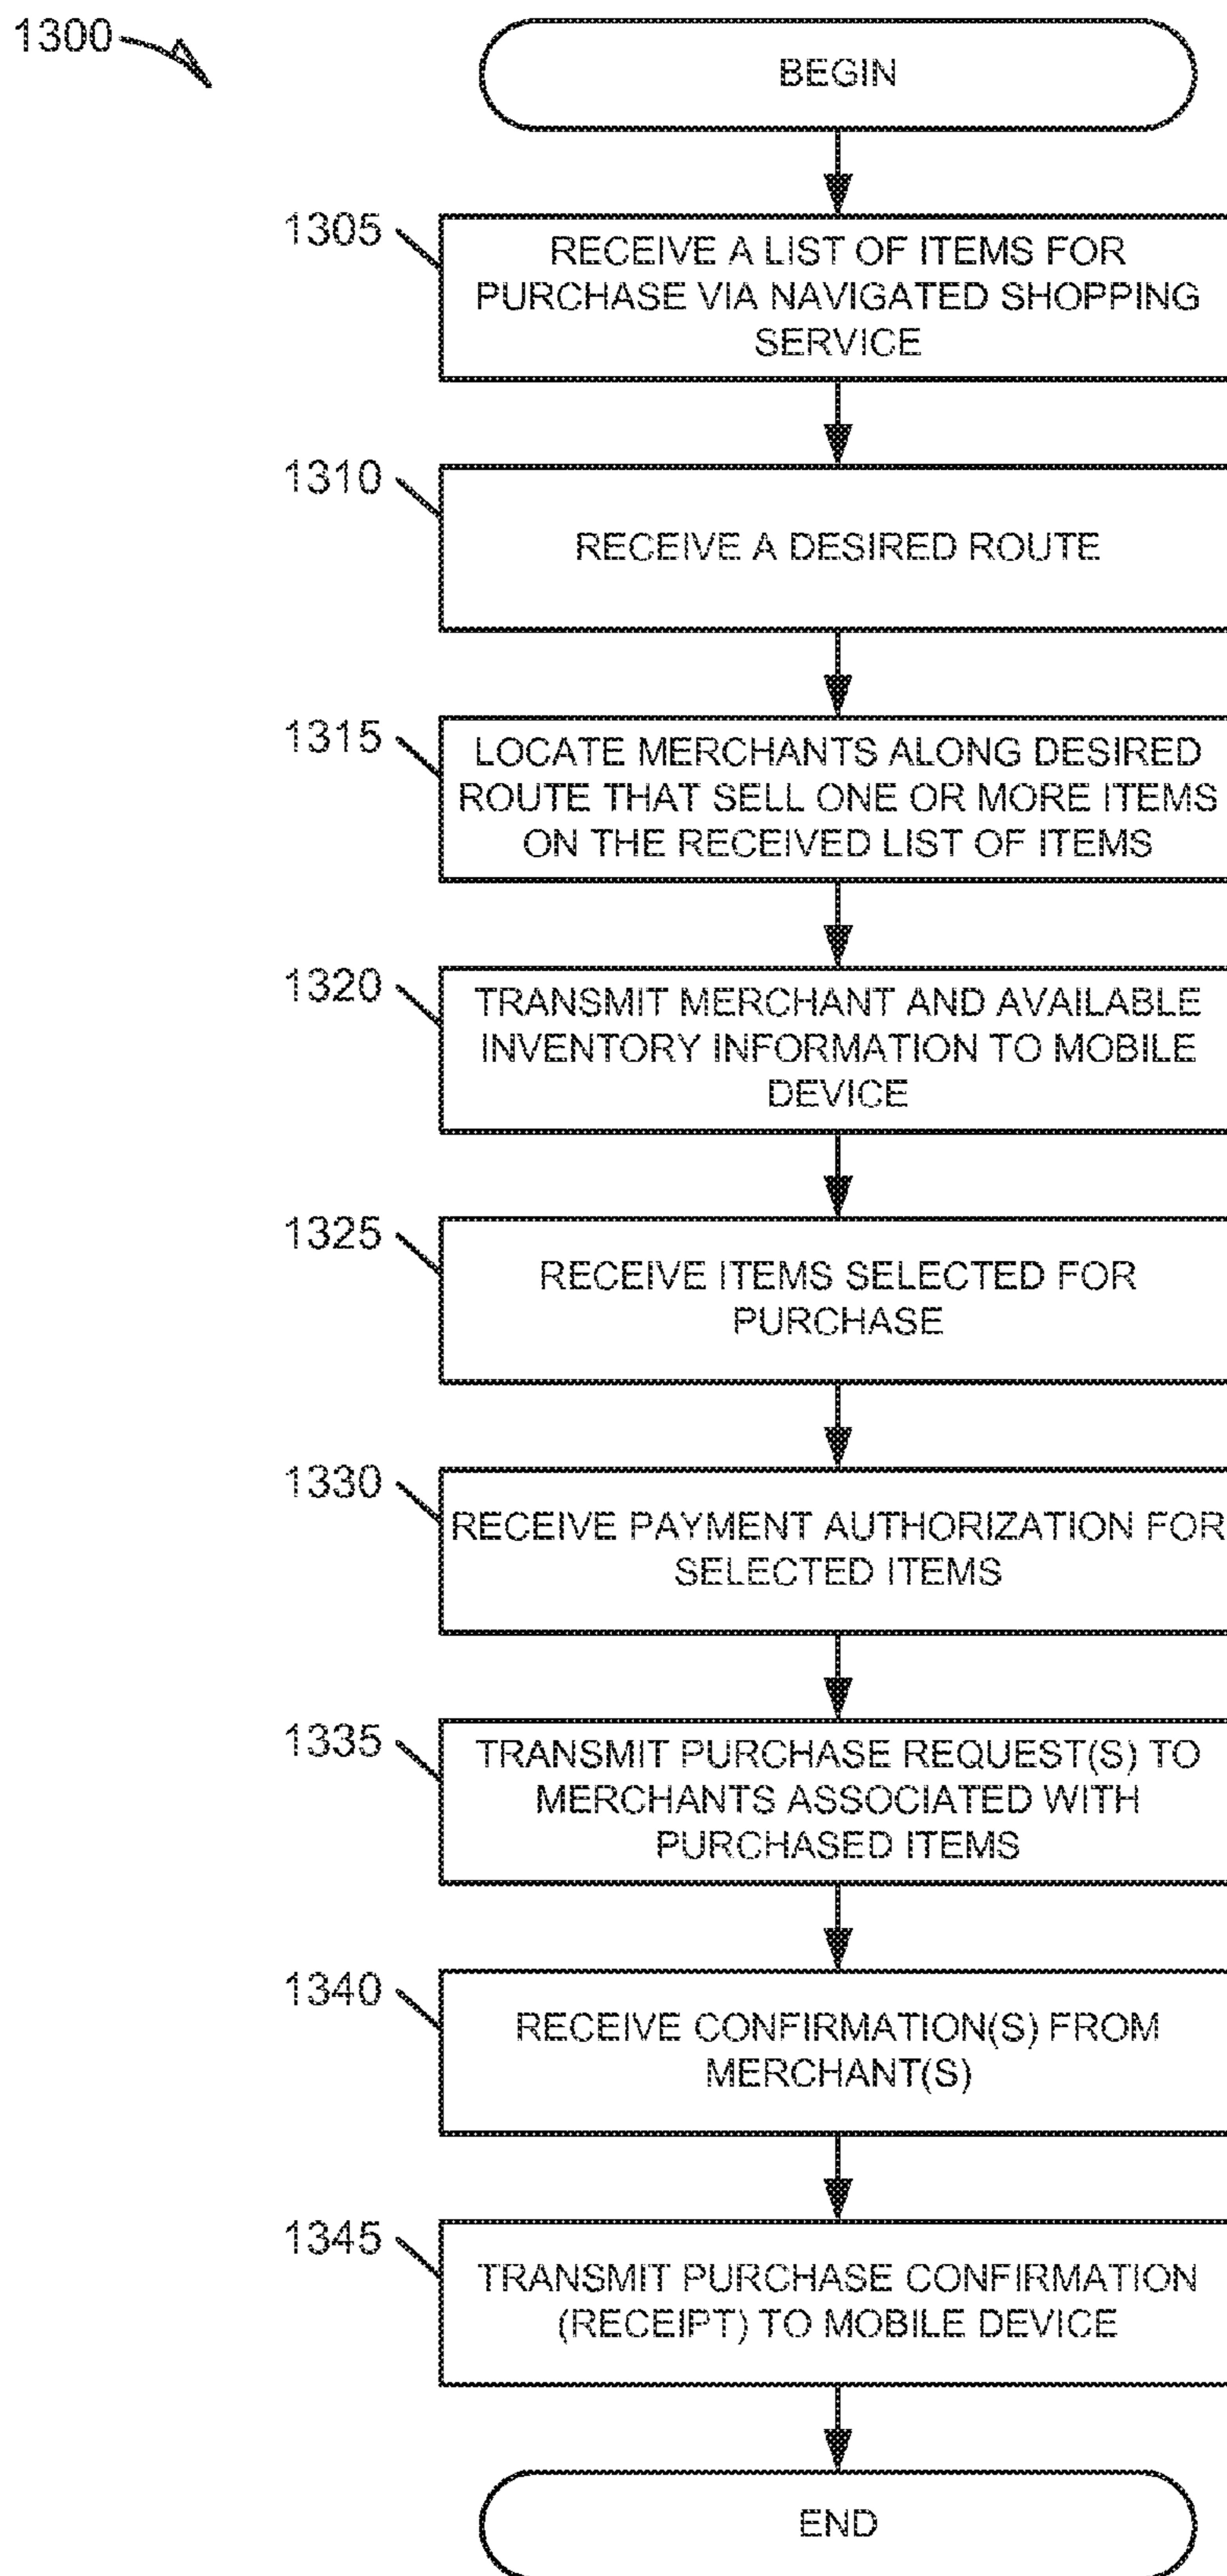 1300
BEGIN
1305
RECEIVE A LIST OF ITEMS FOR
PURCHASE VIA NAVIGATED SHOPPING
SERVICE
1310
RECEIVE A DESIRED ROUTE
1315
LOCATE MERCHANTS ALONG DESIRED
ROUTE THAT SELL ONE OR MORE ITEMS
ON THE RECEIVED LIST OF ITEMS
1320
TRANSMIT MERCHANT AND AVAILABLE
INVENTORY INFORMATION TO MOBILE
DEVICE
1325
RECEIVE ITEMS SELECTED FOR
PURCHASE
1330
RECEIVE PAYMENT AUTHORIZATION FOR
SELECTED ITEMS
1335
TRANSMIT PURCHASE REQUEST(S) TO
MERCHANTS ASSOCIATED WITH
PURCHASED ITEMS
1340
RECEIVE CONFIRMATION(S) FROM
MERCHANT(S)
1345
TRANSMIT PURCHASE CONFIRMATION
(RECEIPT) TO MOBILE DEVICE
END